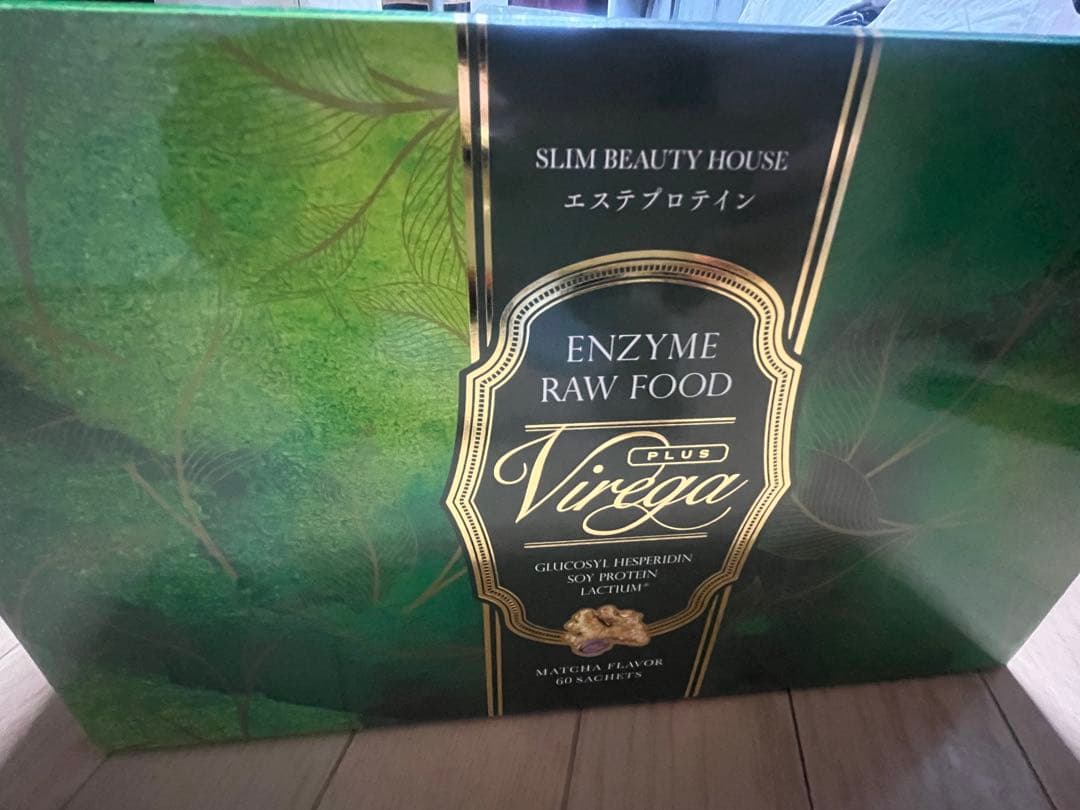 SLIM BEAUTY HOUSE
エステプロテイン
ENZYME
RAW FOOD
PLUS
Virega
GLUCOSYL HESPERIDIN
SOY PROTEIN
LACTIUM®
MATCHA FLAVOR
60 SACHETS